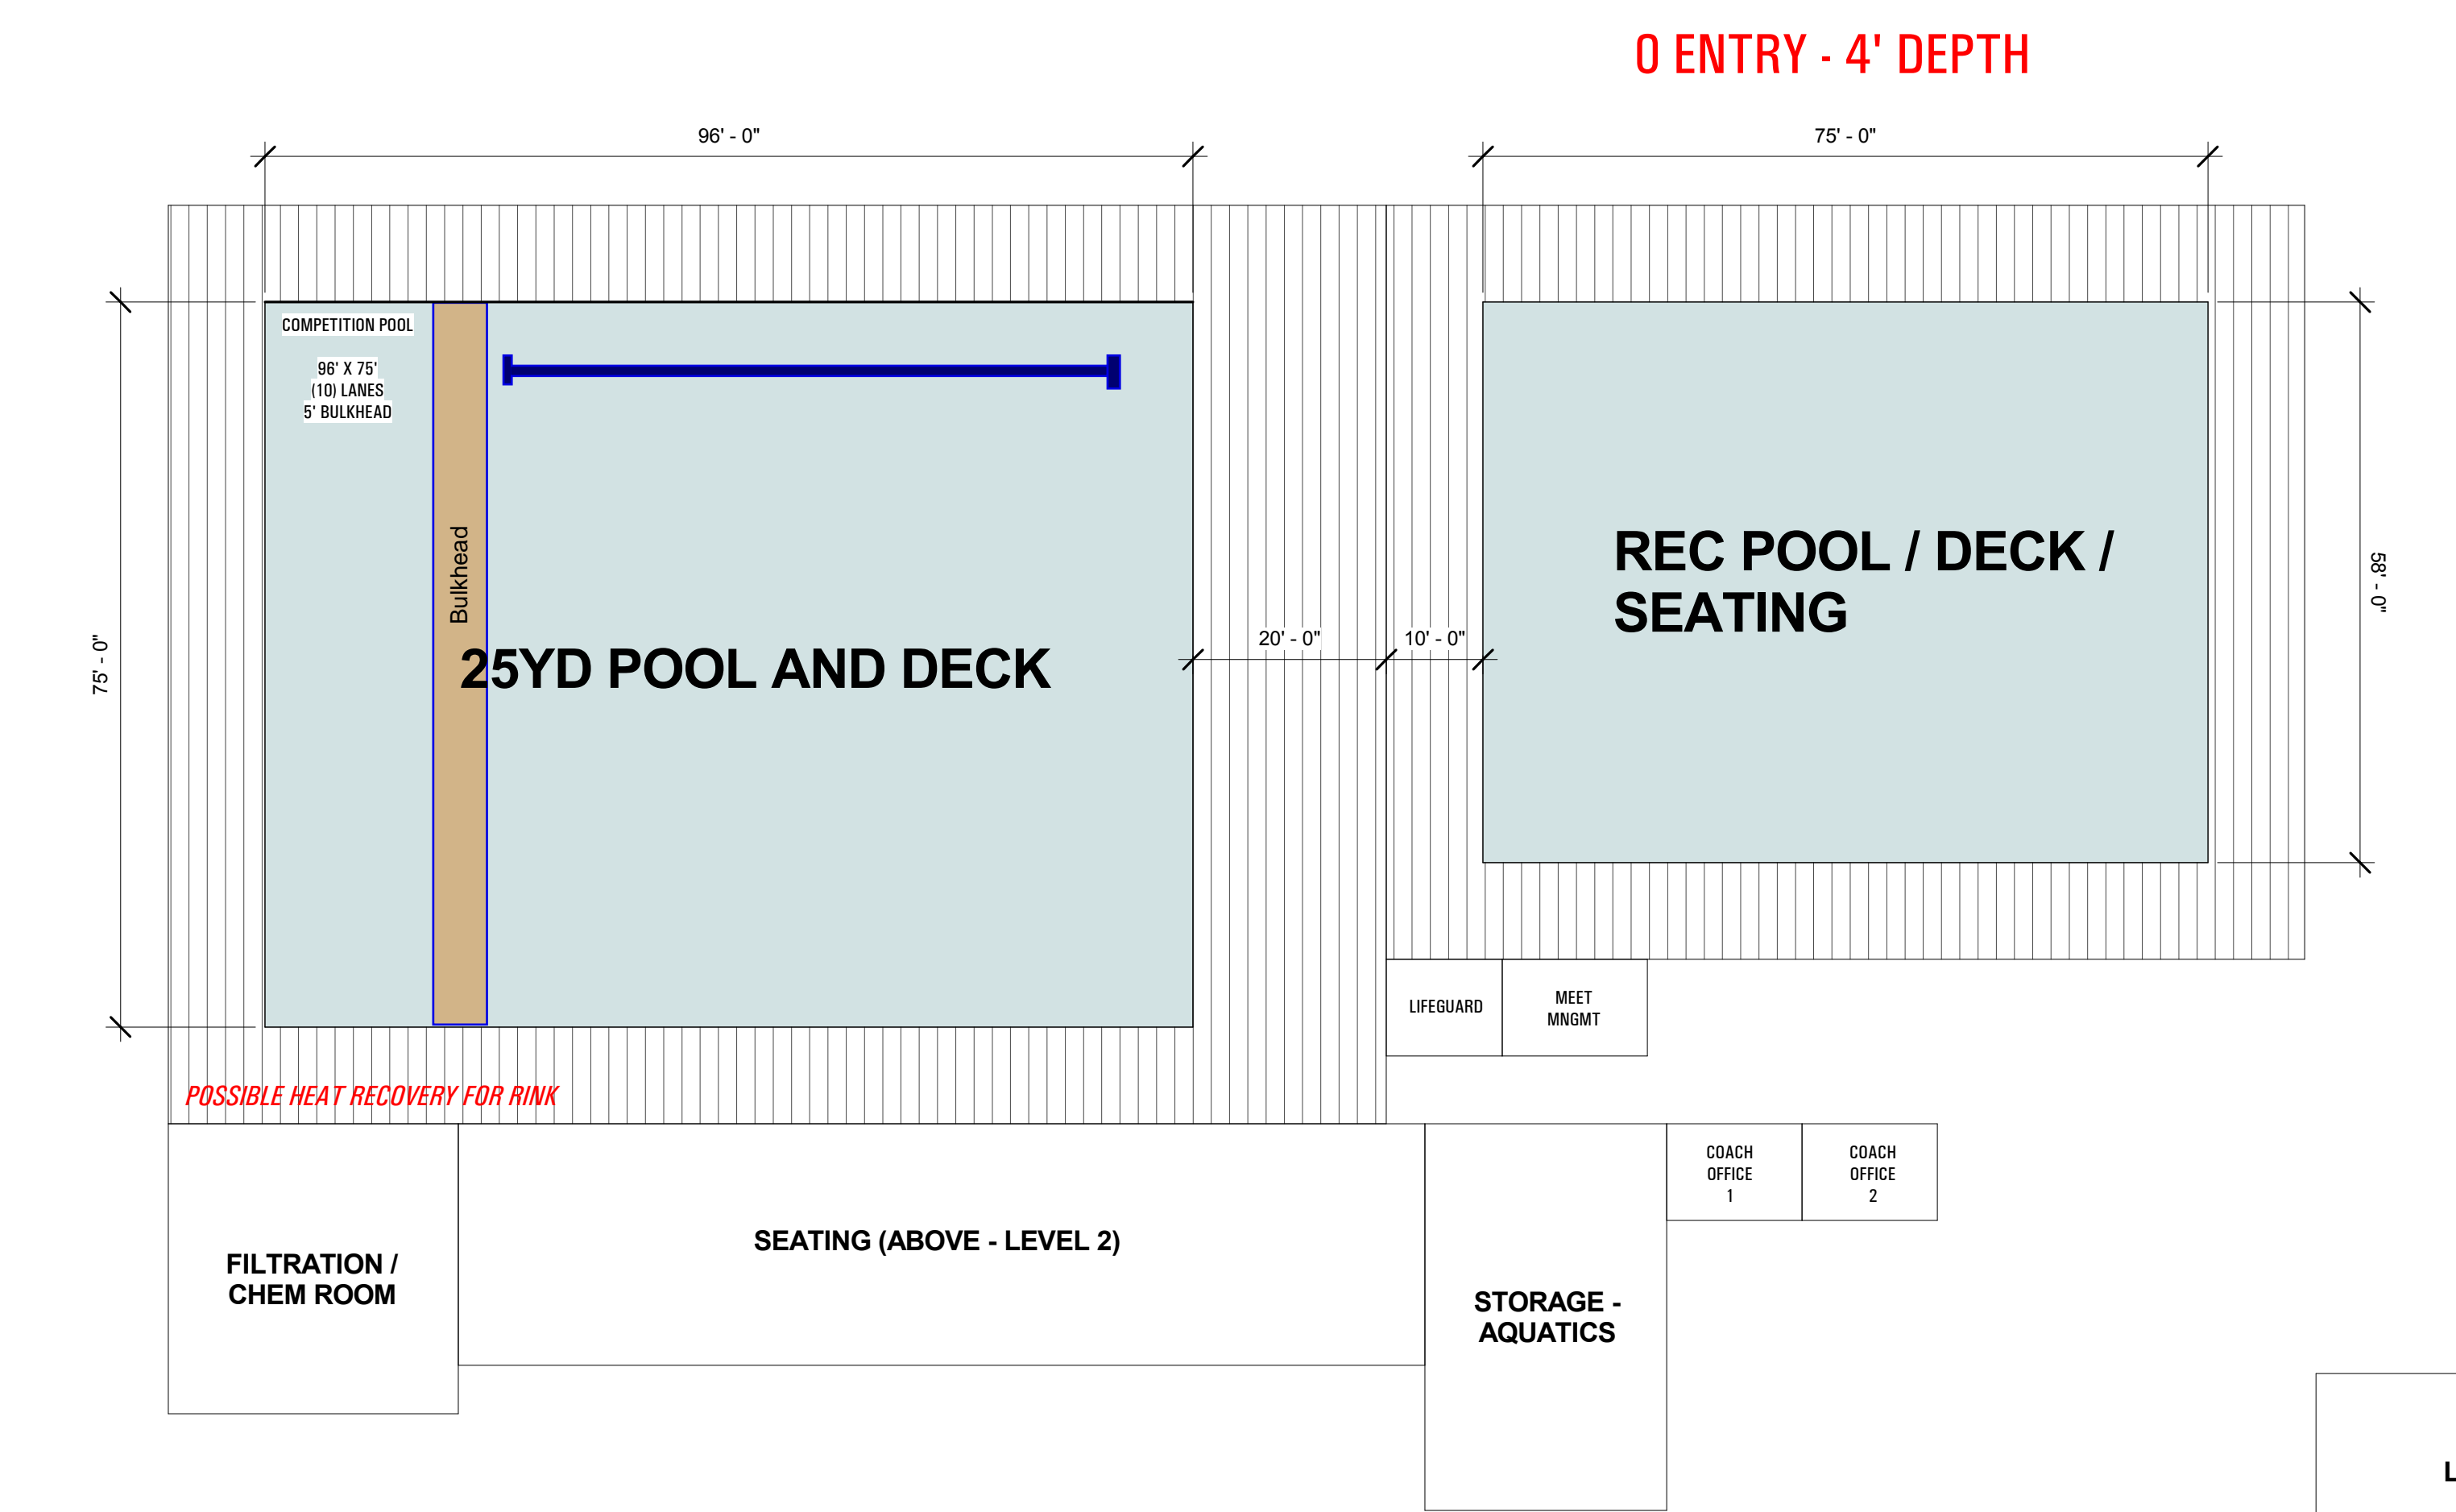 O ENTRY - 4' DEPTH
96' - 0"
75' - 0"
COMPETITION POOL
96' X 75'
(10) LANES
5' BULKHEAD
Bulkhead
25YD POOL AND DECK
75' - 0"
20' - 0"
10' - 0"
REC POOL / DECK /
SEATING
58' - 0"
LIFEGUARD
MEET
MNGMT
POSSIBLE HEAT RECOVERY FOR RINK
FILTRATION /
CHEM ROOM
SEATING (ABOVE - LEVEL 2)
STORAGE -
AQUATICS
COACH
OFFICE
1
COACH
OFFICE
2
L